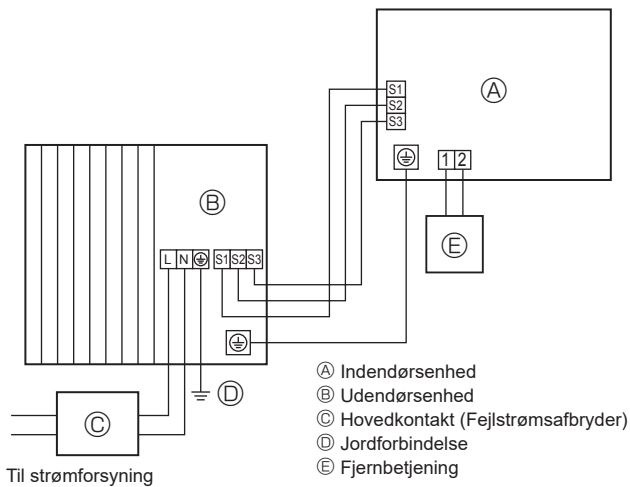 Ⓐ
S1
S2
S3
1 2
Ⓔ
Ⓑ
L N S1 S2 S3
Ⓓ
Ⓒ
Til strømforsyning
Ⓐ Indendørsenhed
Ⓑ Udendørsenhed
Ⓒ Hovedkontakt (Fejlstrømsafbryder)
Ⓓ Jordforbindelse
Ⓔ Fjernbetjening